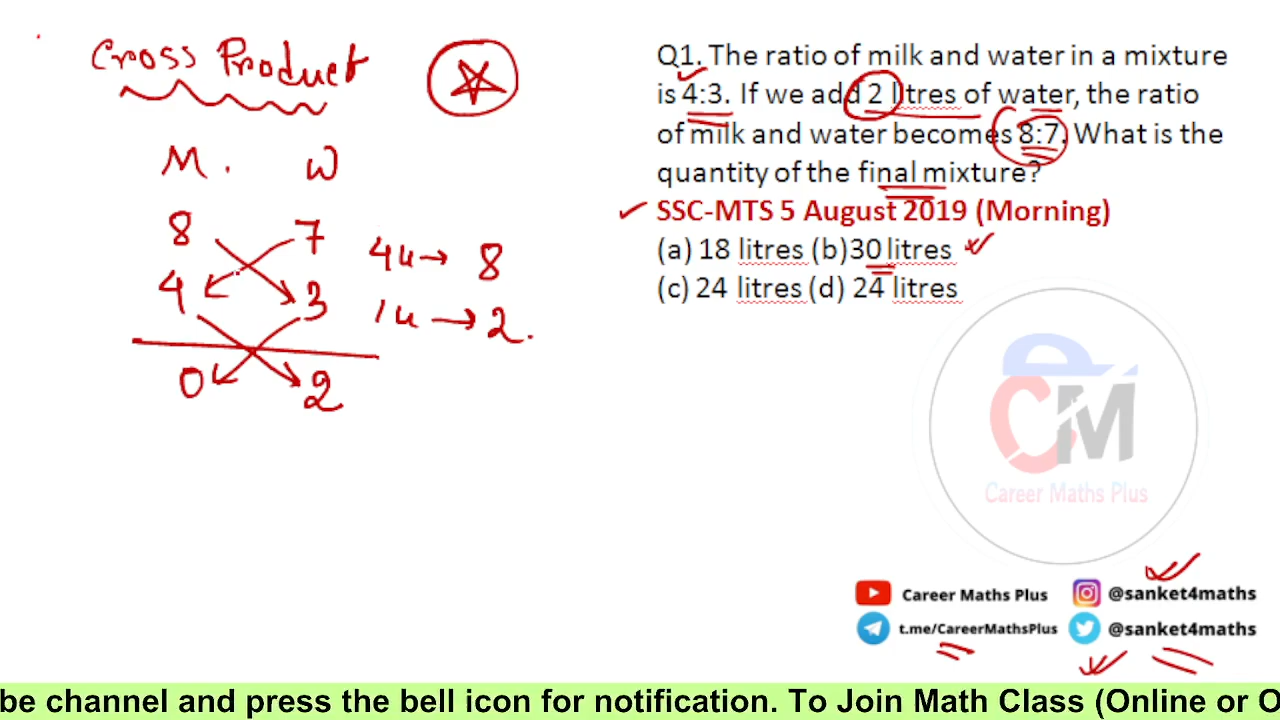 Cross Product
M. W
8 7
4 3
0 2
4u→ 8
1u → 2.
Q1. The ratio of milk and water in a mixture
is 4:3. If we add 2 litres of water, the ratio
of milk and water becomes 8:7. What is the
quantity of the final mixture?
SSC-MTS 5 August 2019 (Morning)
(a) 18 litres (b)30 litres
(c) 24 litres (d) 24 litres
eCM
Career Maths Plus
Career Maths Plus @sanket4maths
t.me/CareerMathsPlus @sanket4maths
be channel and press the bell icon for notification. To Join Math Class (Online or O